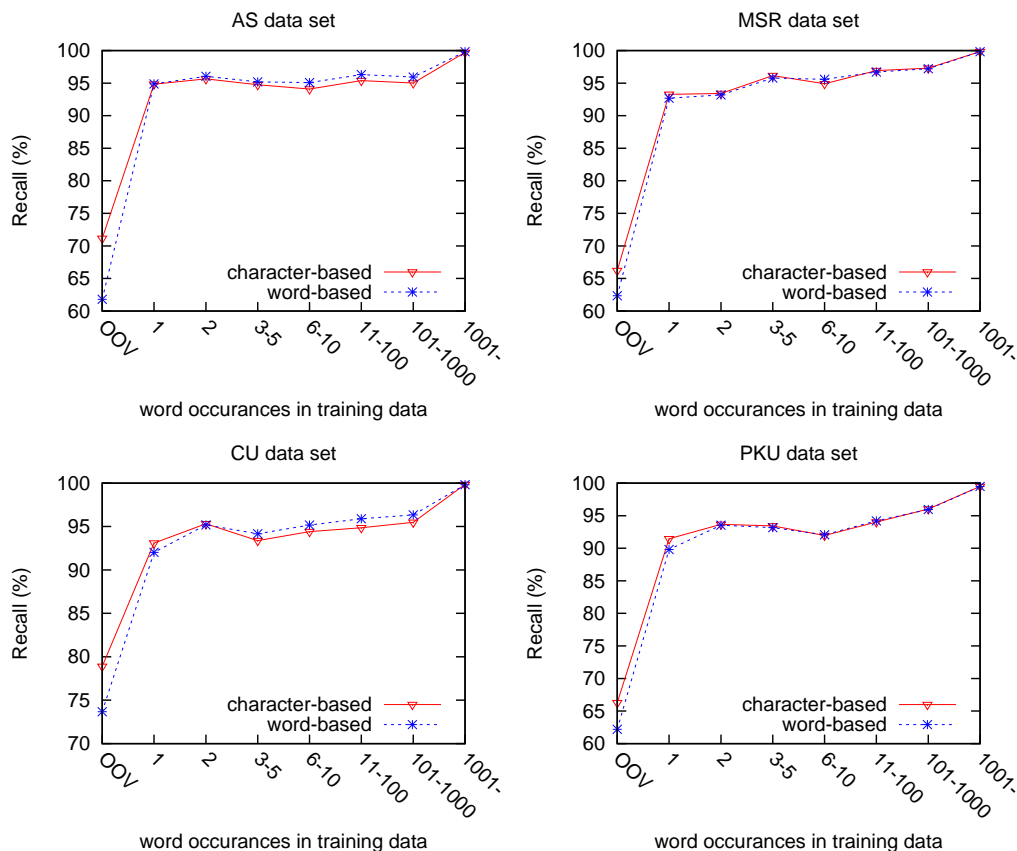 AS data set
100
95
90
85
80
75
70
65
60
Recall (%)
character-based
word-based
OOV 1 2 3-5 6-10 11-100 101-1000 1001-
word occurances in training data
MSR data set
100
95
90
85
80
75
70
65
60
Recall (%)
character-based
word-based
OOV 1 2 3-5 6-10 11-100 101-1000 1001-
word occurances in training data
CU data set
100
95
90
85
80
75
70
Recall (%)
character-based
word-based
OOV 1 2 3-5 6-10 11-100 101-1000 1001-
word occurances in training data
PKU data set
100
95
90
85
80
75
70
65
60
Recall (%)
character-based
word-based
OOV 1 2 3-5 6-10 11-100 101-1000 1001-
word occurances in training data